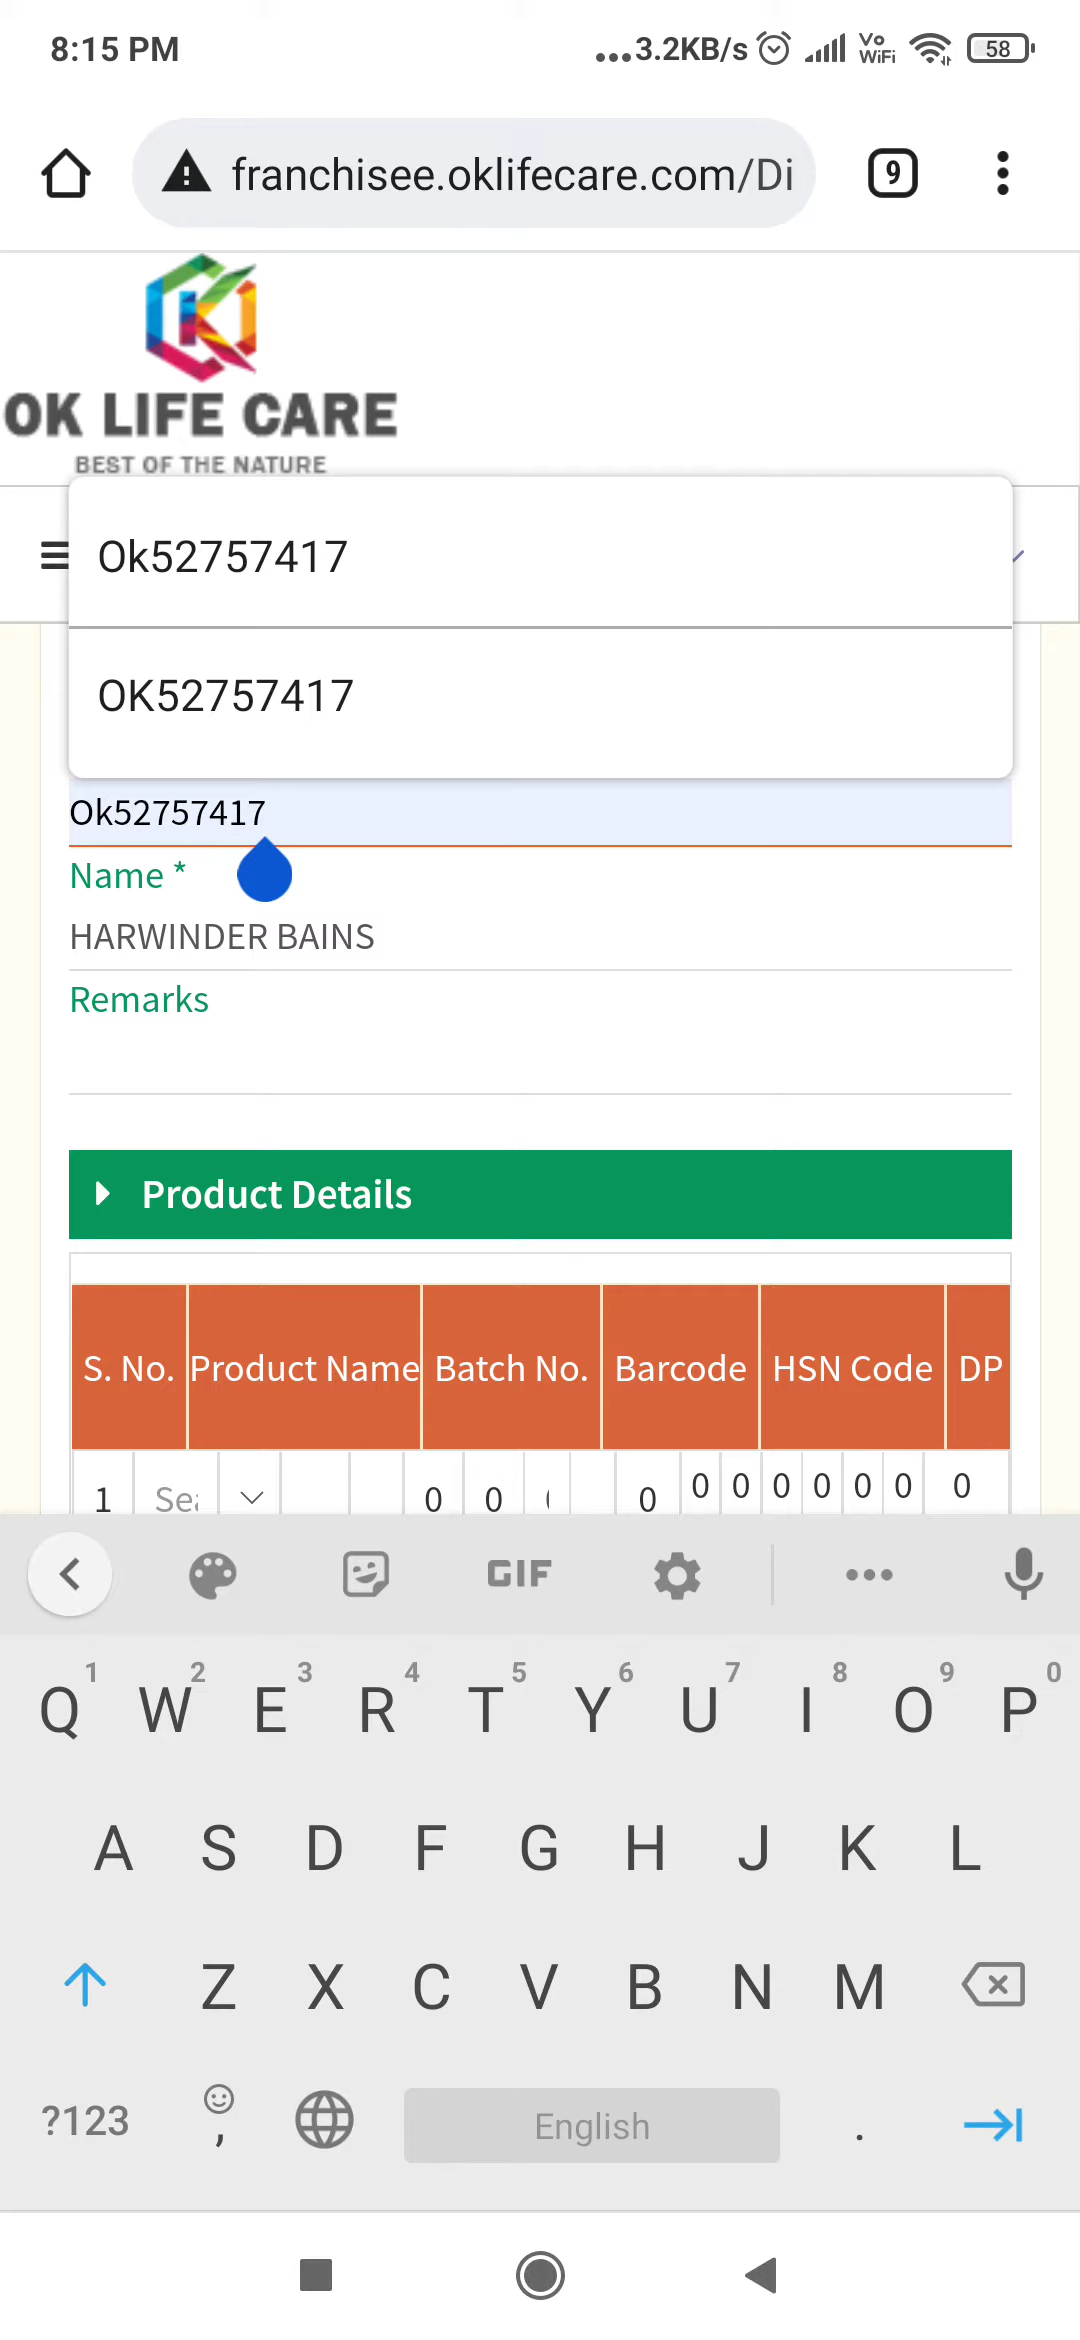 8:15 PM
...3.2KB/s Vo WiFi 58
franchisee.oklifecare.com/Di
9
OK LIFE CARE
BEST OF THE NATURE
Ok52757417
OK52757417
Ok52757417
Name *
HARWINDER BAINS
Remarks
Product Details
S. No. Product Name Batch No. Barcode HSN Code DP
1 0 0 0 0 0 0 0 0 0 0
GIF
1 2 3 4 5 6 7 8 9 0
Q W E R T Y U I O P
A S D F G H J K L
Z X C V B N M
?123 , English .